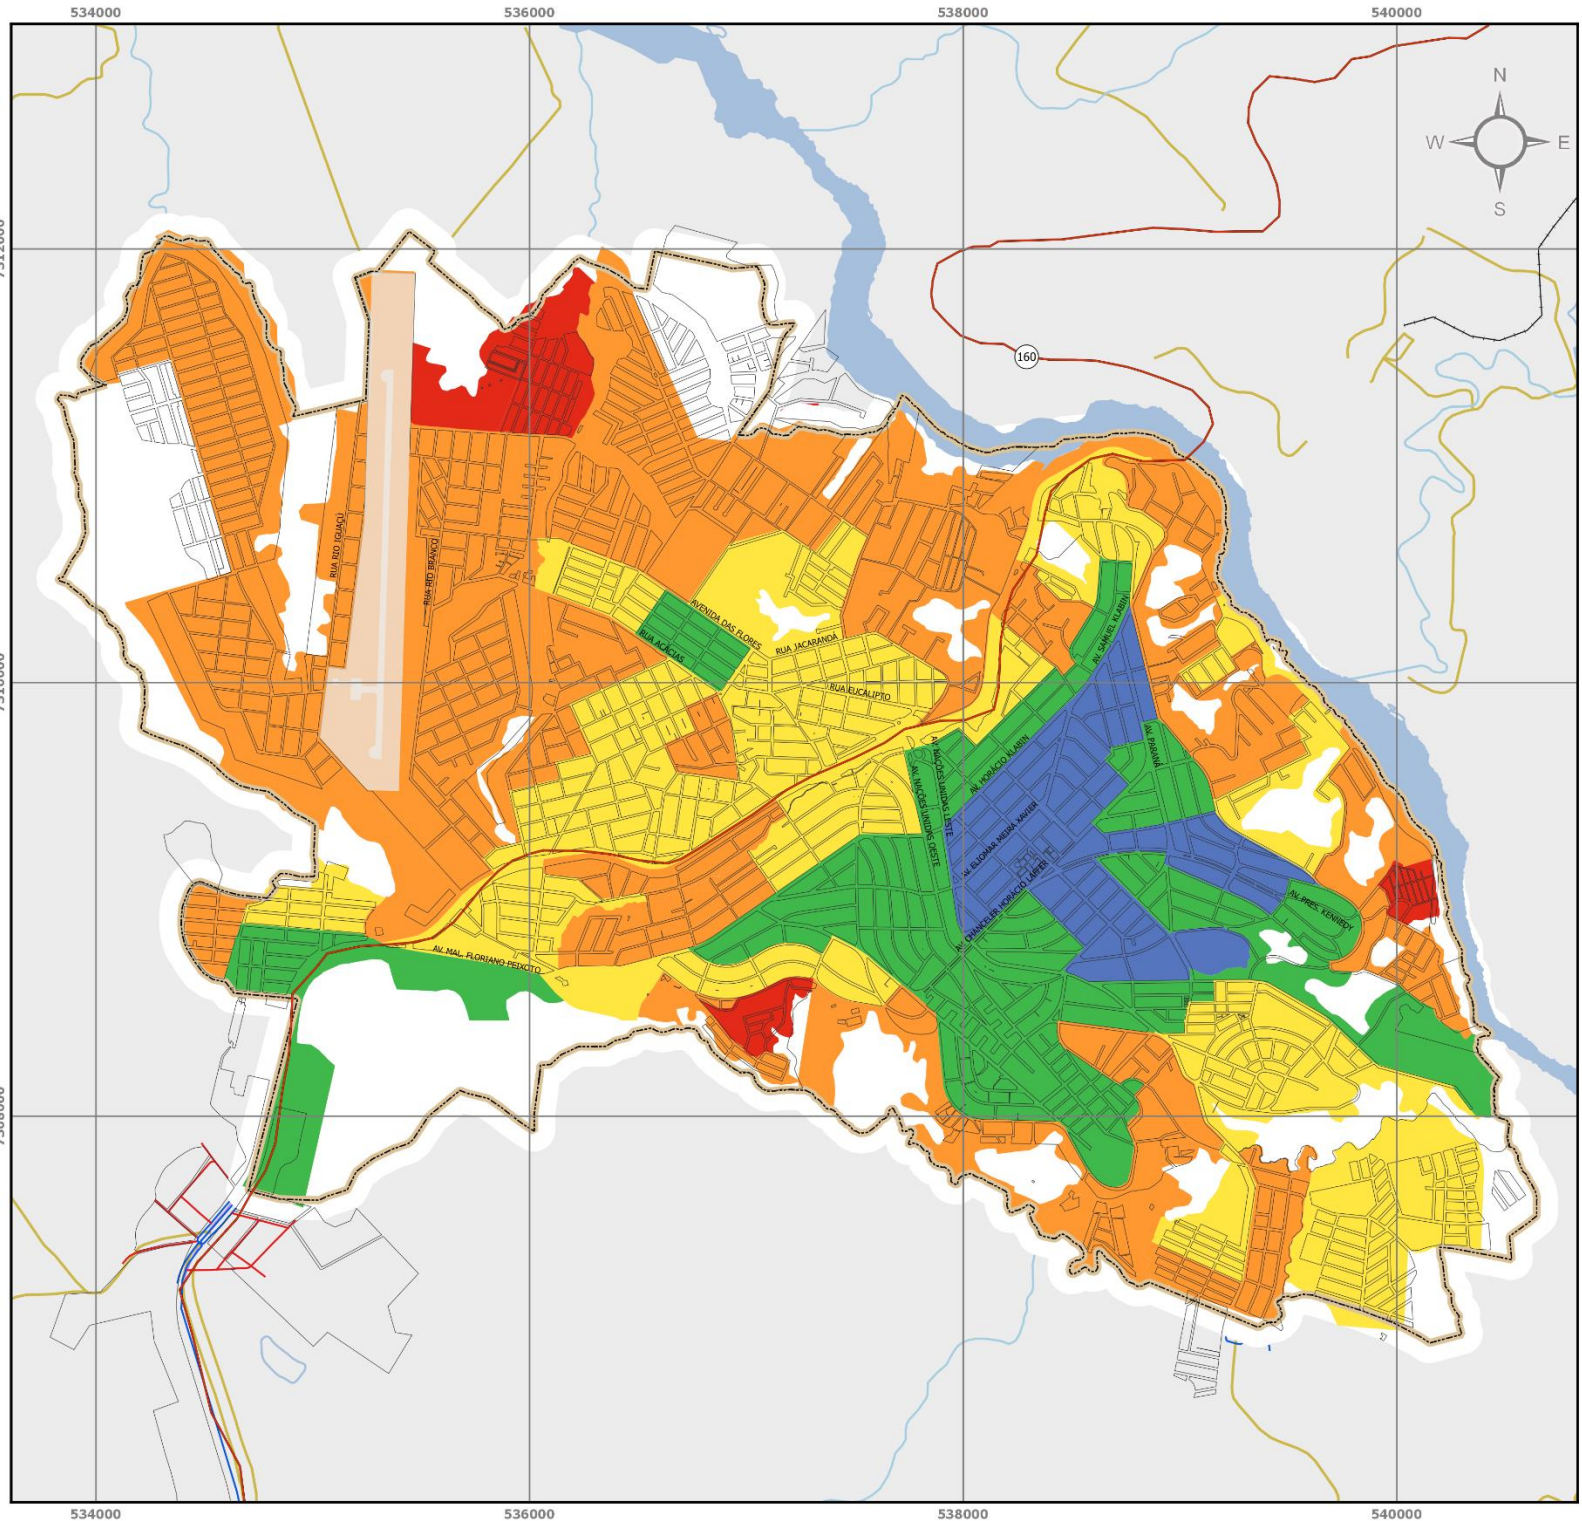 534000
536000
538000
540000
N
W
E
S
160
RUA RIO IGUAÇU
RUA RIO BRANCO
AVENIDA DAS FLORES
RUA ACÁCIAS
RUA JACARANDÁ
RUA EUCALIPTO
AV. SAMUEL KLABIN
AV. HORÁCIO KLABIN
AV. PARANÁ
AV. NAÇÕES UNIDAS LESTE
AV. NAÇÕES UNIDAS OESTE
AV. ELIOMAR MEIRA XAVIER
AV. CHANCELER HORÁCIO LAFER
AV. PRES. KENNEDY
AV. MAL. FLORIANO PEIXOTO
534000
536000
538000
540000